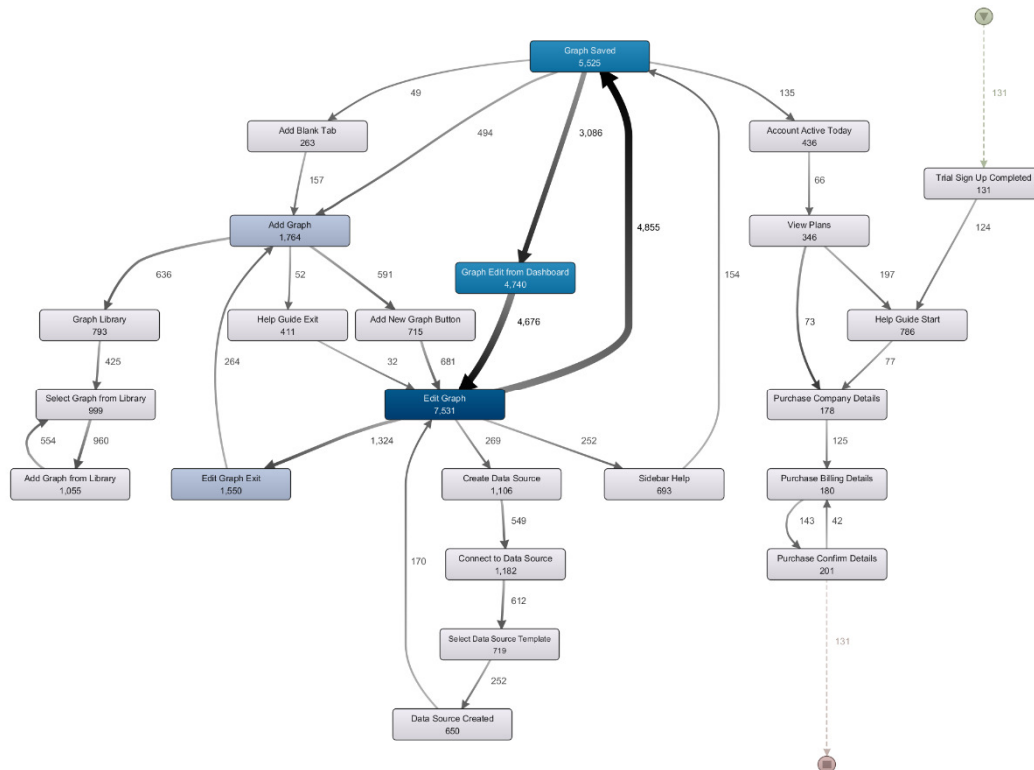 Graph Saved
5,525
131
49
494
3,086
135
Add Blank Tab
263
Account Active Today
436
157
66
Trial Sign Up Completed
131
Add Graph
1,764
View Plans
346
4,855
124
636
52
591
154
197
Graph Edit from Dashboard
4,740
Graph Library
793
Help Guide Exit
411
Add New Graph Button
715
4,676
73
Help Guide Start
786
425
264
32
681
77
Select Graph from Library
999
Edit Graph
7,531
Purchase Company Details
178
554
960
1,324
269
252
125
Add Graph from Library
1,055
Edit Graph Exit
1,550
Create Data Source
1,106
Sidebar Help
693
Purchase Billing Details
180
549
143
42
170
Connect to Data Source
1,182
Purchase Confirm Details
201
612
Select Data Source Template
719
131
252
Data Source Created
650